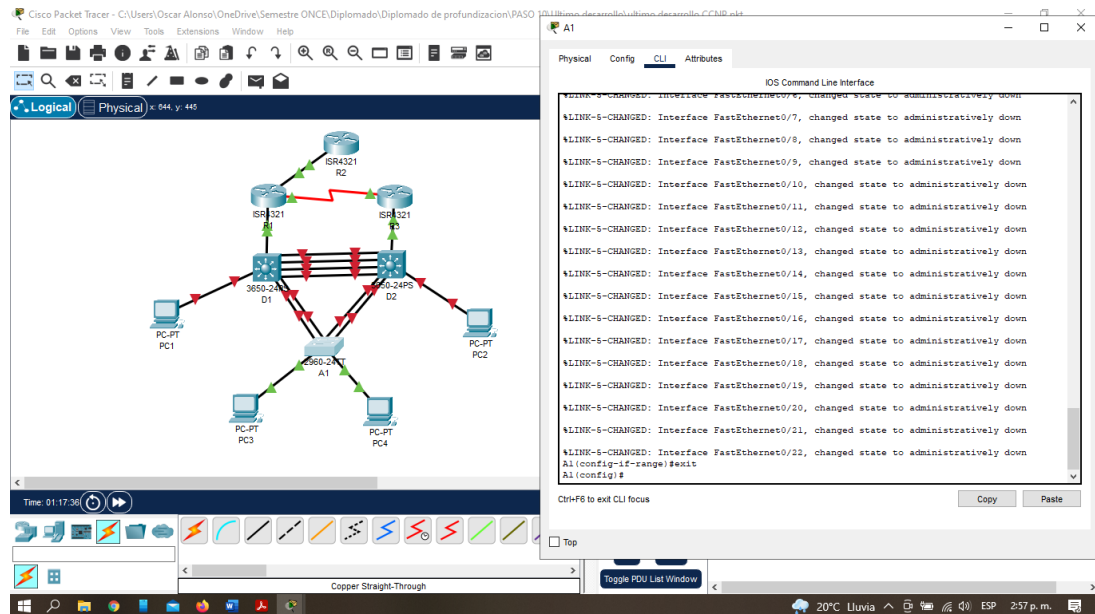 Cisco Packet Tracer - C:\Users\Oscar Alonso\OneDrive\Semestre ONCE\Diplomado\Diplomado de profundizacion\PASO 10\Ultimo desarrollo\ultimo desarrollo CCNP.pkt
File Edit Options View Tools Extensions Window Help
Logical
Physical
x: 644, y: 445
ISR4321
R2
ISR4321
R1
ISR4321
R3
3650-24PS
D1
3650-24PS
D2
PC-PT
PC1
PC-PT
PC2
2960-24TT
A1
PC-PT
PC3
PC-PT
PC4
Time: 01:17:36
Copper Straight-Through
A1
Physical Config CLI Attributes
IOS Command Line Interface
%LINK-5-CHANGED: Interface FastEthernet0/6, changed state to administratively down
%LINK-5-CHANGED: Interface FastEthernet0/7, changed state to administratively down
%LINK-5-CHANGED: Interface FastEthernet0/8, changed state to administratively down
%LINK-5-CHANGED: Interface FastEthernet0/9, changed state to administratively down
%LINK-5-CHANGED: Interface FastEthernet0/10, changed state to administratively down
%LINK-5-CHANGED: Interface FastEthernet0/11, changed state to administratively down
%LINK-5-CHANGED: Interface FastEthernet0/12, changed state to administratively down
%LINK-5-CHANGED: Interface FastEthernet0/13, changed state to administratively down
%LINK-5-CHANGED: Interface FastEthernet0/14, changed state to administratively down
%LINK-5-CHANGED: Interface FastEthernet0/15, changed state to administratively down
%LINK-5-CHANGED: Interface FastEthernet0/16, changed state to administratively down
%LINK-5-CHANGED: Interface FastEthernet0/17, changed state to administratively down
%LINK-5-CHANGED: Interface FastEthernet0/18, changed state to administratively down
%LINK-5-CHANGED: Interface FastEthernet0/19, changed state to administratively down
%LINK-5-CHANGED: Interface FastEthernet0/20, changed state to administratively down
%LINK-5-CHANGED: Interface FastEthernet0/21, changed state to administratively down
%LINK-5-CHANGED: Interface FastEthernet0/22, changed state to administratively down
A1(config-if-range)#exit
A1(config)#
Ctrl+F6 to exit CLI focus
Copy Paste
Top
Toggle PDU List Window
20°C Lluvia ESP 2:57 p. m.